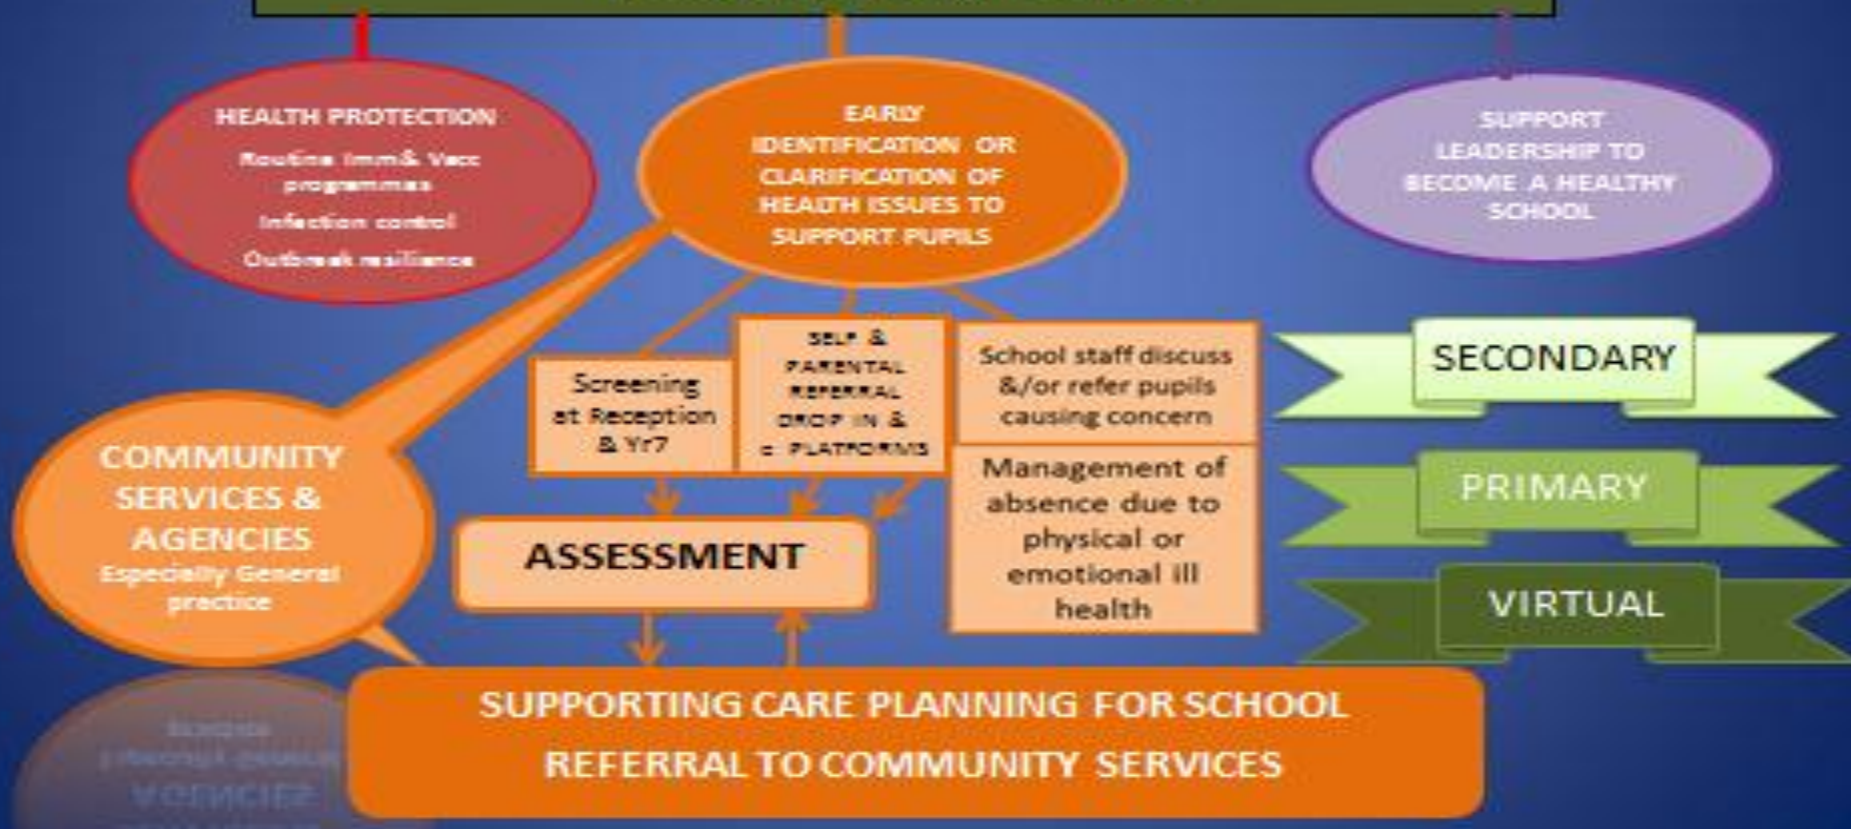 HEALTH PROTECTION
Routine Imm& Vacc
programmes
Infection control
Outbreak resilience
EARLY
IDENTIFICATION OR
CLARIFICATION OF
HEALTH ISSUES TO
SUPPORT PUPILS
SUPPORT
LEADERSHIP TO
BECOME A HEALTHY
SCHOOL
Screening
at Reception
& Yr7
SELF &
PARENTAL
REFERRAL
DROP IN &
e PLATFORMS
School staff discuss
&/or refer pupils
causing concern
Management of
absence due to
physical or
emotional ill
health
SECONDARY
PRIMARY
VIRTUAL
COMMUNITY
SERVICES &
AGENCIES
Especially General
practice
ASSESSMENT
SUPPORTING CARE PLANNING FOR SCHOOL
REFERRAL TO COMMUNITY SERVICES